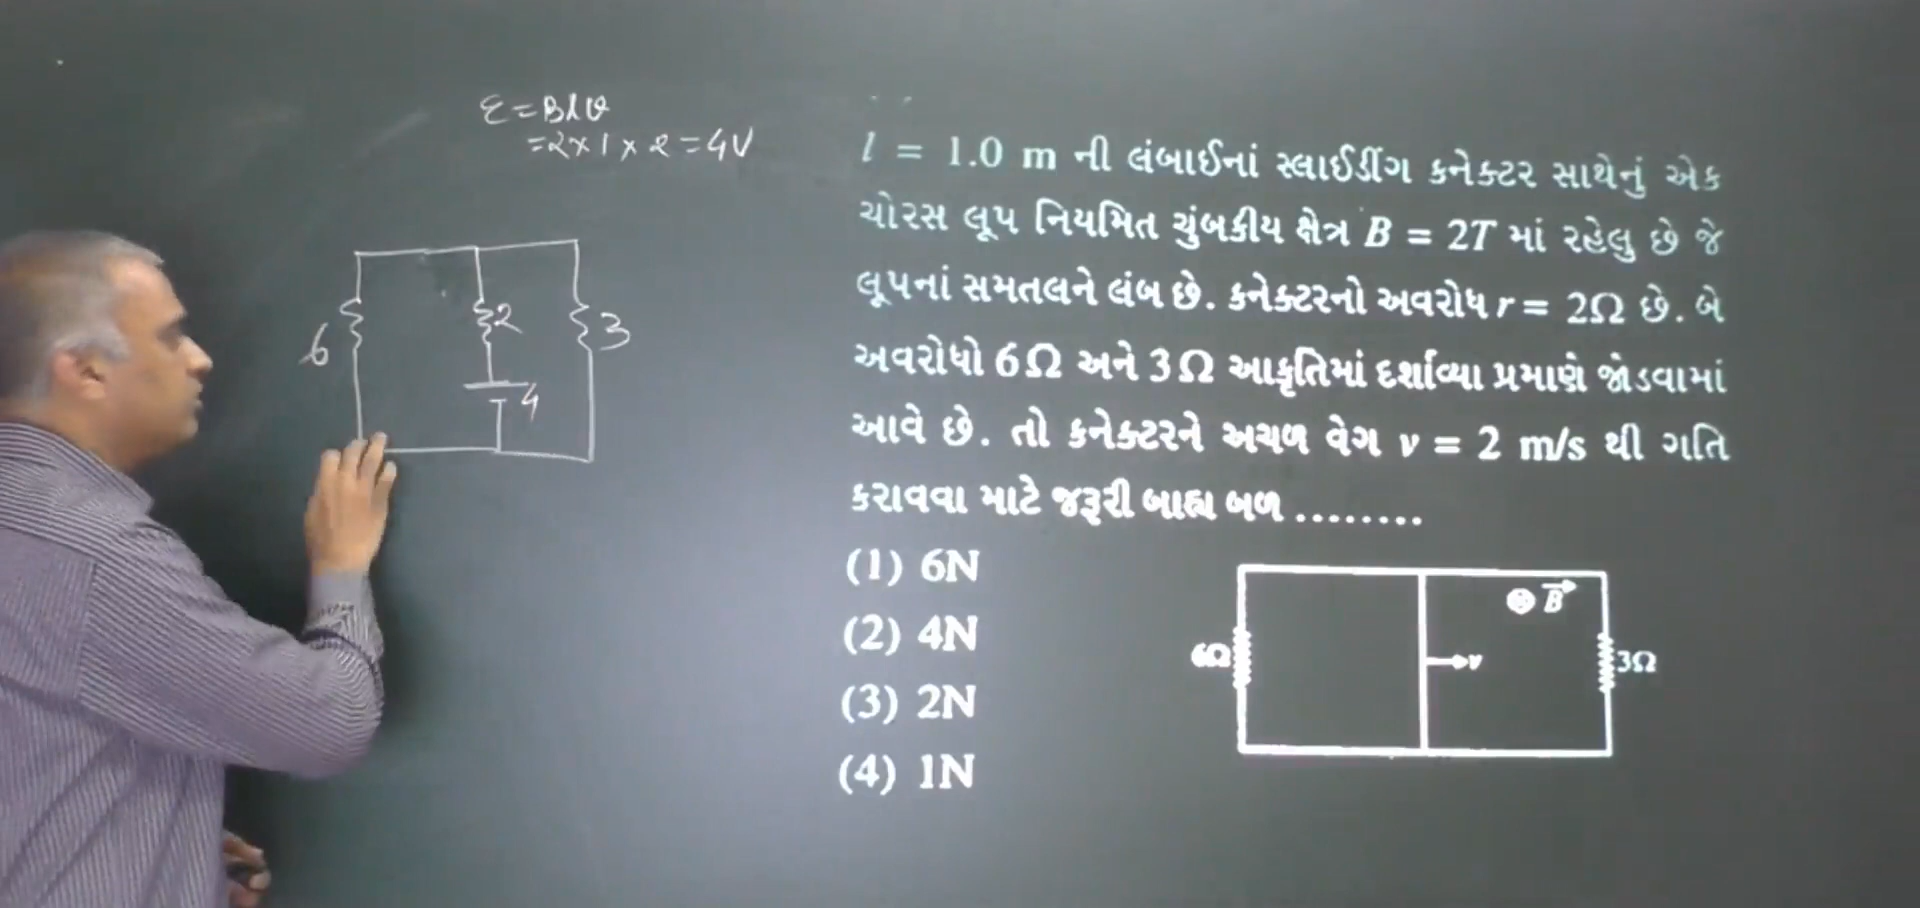 ε = Blv
= 2 × 1 × 2 = 4V
6
2
3
4
l = 1.0 m ની લંબાઈનાં સ્લાઈડીંગ કનેક્ટર સાથેનું એક
ચોરસ લૂપ નિયમિત ચુંબકીય ક્ષેત્ર B = 2T માં રહેલુ છે જે
લૂપનાં સમતલને લંબ છે. કનેક્ટરનો અવરોધ r = 2Ω છે. બે
અવરોધો 6Ω અને 3Ω આકૃતિમાં દર્શાવ્યા પ્રમાણે જોડવામાં
આવે છે. તો કનેક્ટરને અચળ વેગ v = 2 m/s થી ગતિ
કરાવવા માટે જરૂરી બાહ્ય બળ ........
(1) 6N
(2) 4N
(3) 2N
(4) 1N
B
6Ω
v
3Ω